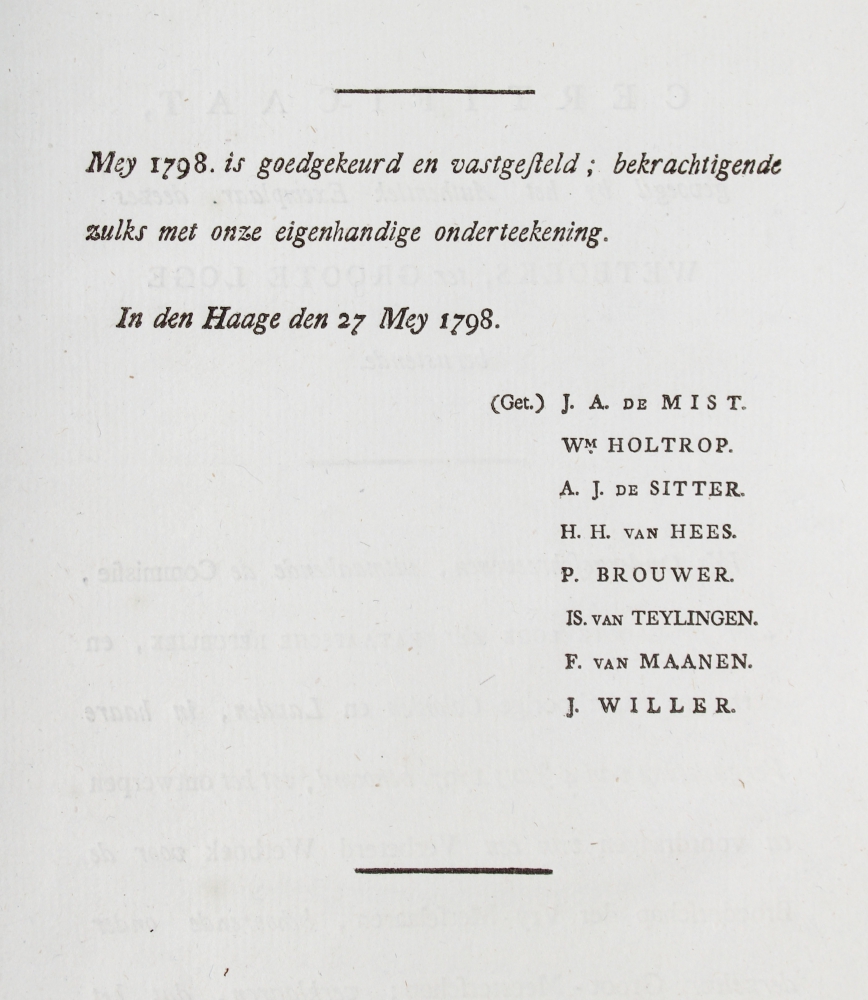 Mey 1798. is goedgekeurd en vastgeſteld; bekrachtigende
zulks met onze eigenhandige onderteekening.
In den Haage den 27 Mey 1798.
(Get.) J. A. DE MIST.
WM. HOLTROP.
A. J. DE SITTER.
H. H. VAN HEES.
P. BROUWER.
IS. VAN TEYLINGEN.
F. VAN MAANEN.
J. WILLER.